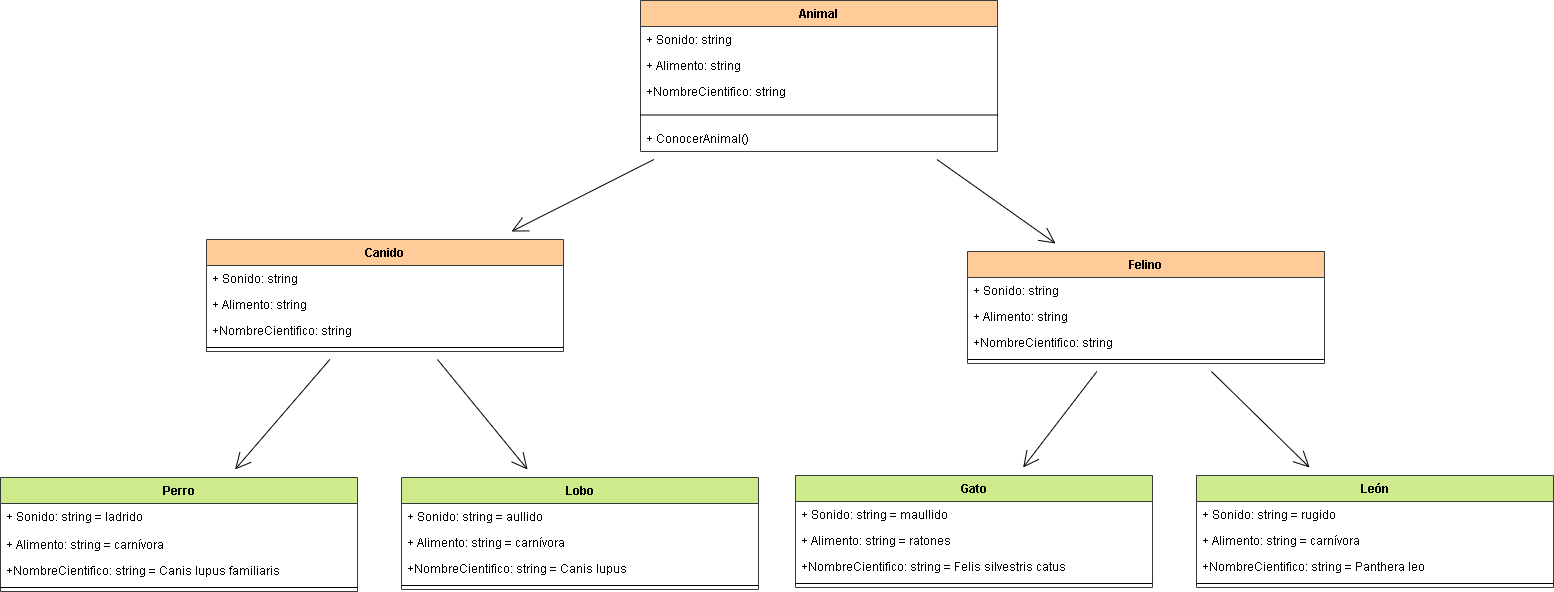 Animal
+ Sonido: string
+ Alimento: string
+NombreCientifico: string
+ ConocerAnimal()
Canido
+ Sonido: string
+ Alimento: string
+NombreCientifico: string
Felino
+ Sonido: string
+ Alimento: string
+NombreCientifico: string
Perro
+ Sonido: string = ladrido
+ Alimento: string = carnívora
+NombreCientifico: string = Canis lupus familiaris
Lobo
+ Sonido: string = aullido
+ Alimento: string = carnívora
+NombreCientifico: string = Canis lupus
Gato
+ Sonido: string = maullido
+ Alimento: string = ratones
+NombreCientifico: string = Felis silvestris catus
León
+ Sonido: string = rugido
+ Alimento: string = carnívora
+NombreCientifico: string = Panthera leo